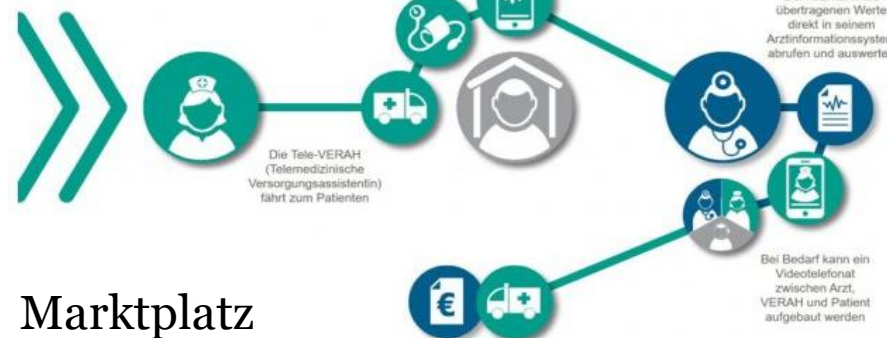 übertragenen Werte
direkt in seinem
abrufen und
Die Tele-VERAH
(Telemedizinische
Versorgungsassistentin)
fährt zum Patienten
Bei Bedarf kann ein
Videotelefonat
zwischen Arzt,
VERAH und Patient
aufgebaut werden
€
Marktplatz